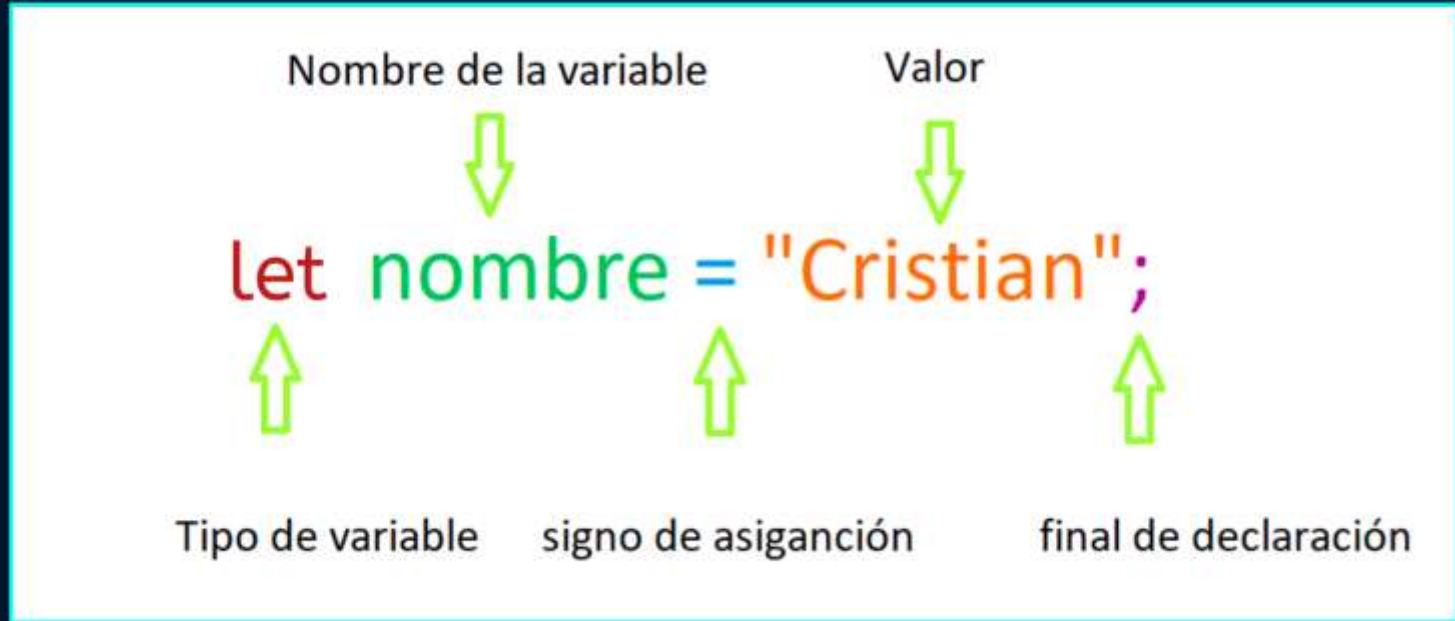 Nombre de la variable Valor
let nombre = "Cristian";
Tipo de variable signo de asiganción final de declaración